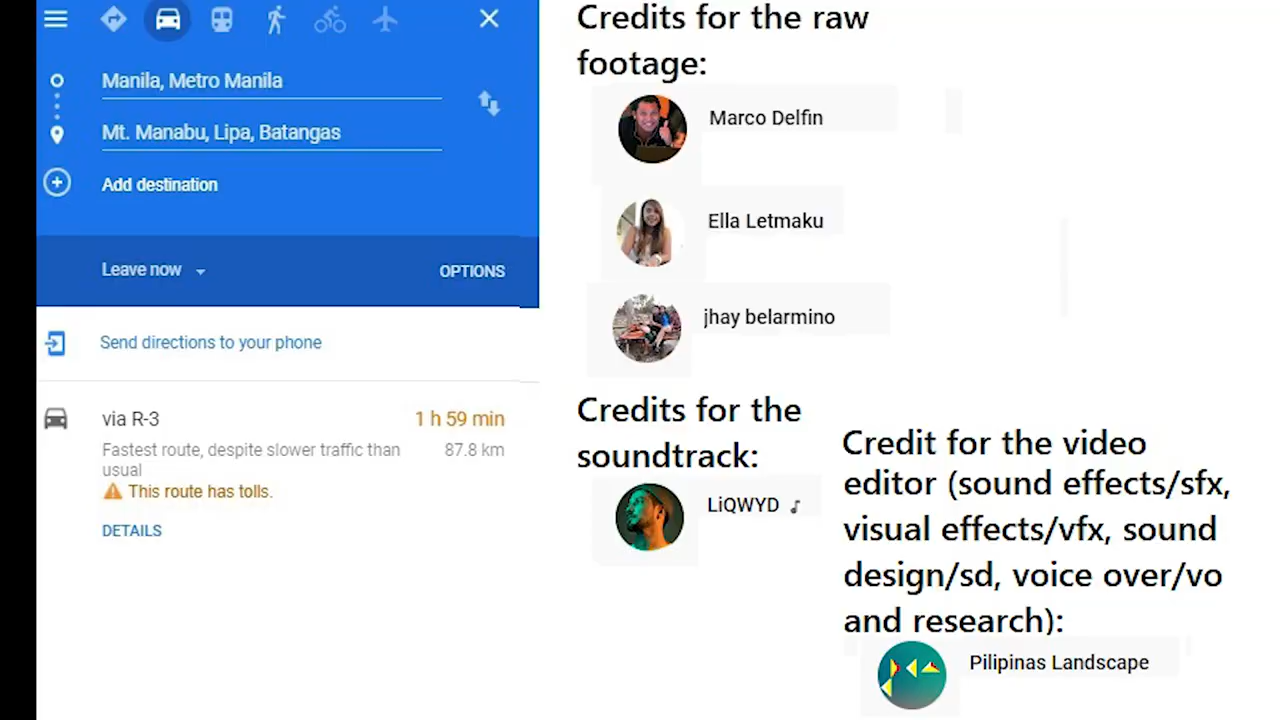 Manila, Metro Manila
Mt. Manabu, Lipa, Batangas
Add destination
Leave now
OPTIONS
Send directions to your phone
via R-3
1 h 59 min
Fastest route, despite slower traffic than
87.8 km
usual
This route has tolls.
DETAILS
Credits for the raw
footage:
Marco Delfin
Ella Letmaku
jhay belarmino
Credits for the
soundtrack:
LiQWYD
Credit for the video
editor (sound effects/sfx,
visual effects/vfx, sound
design/sd, voice over/vo
and research):
Pilipinas Landscape